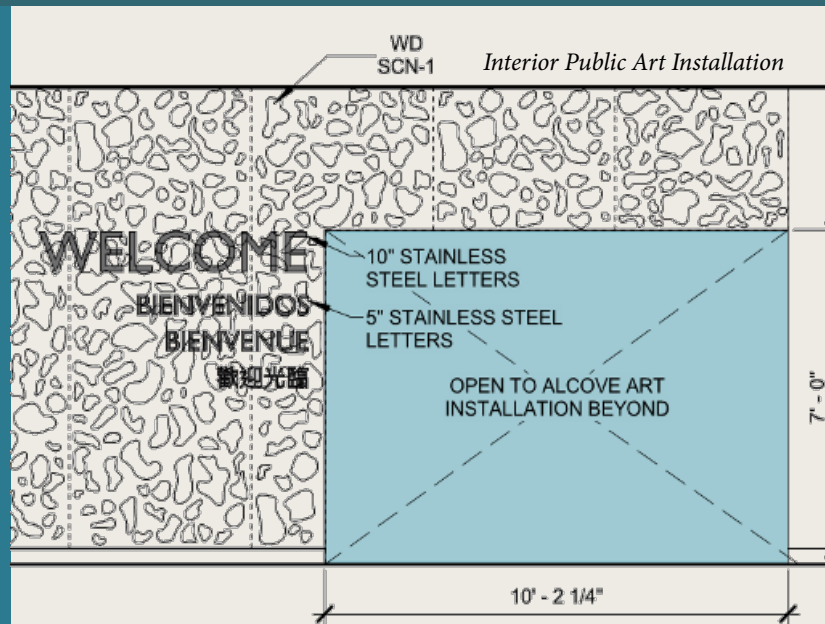 WD
SCN-1
Interior Public Art Installation
WELCOME
BIENVENIDOS
BIENVENUE
歡迎光臨
10" STAINLESS
STEEL LETTERS
5" STAINLESS STEEL
LETTERS
OPEN TO ALCOVE ART
INSTALLATION BEYOND
7' - 0"
10' - 2 1/4"